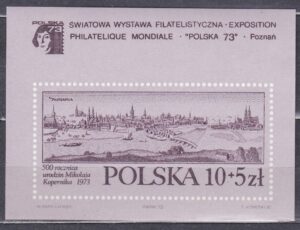 POLSKA 73
ŚWIATOWA WYSTAWA FILATELISTYCZNA · EXPOSITION
PHILATELIQUE MONDIALE · "POLSKA 73" · Poznań
500 rocznica
urodzin Mikołaja
Kopernika 1973
POLSKA 10+5zł